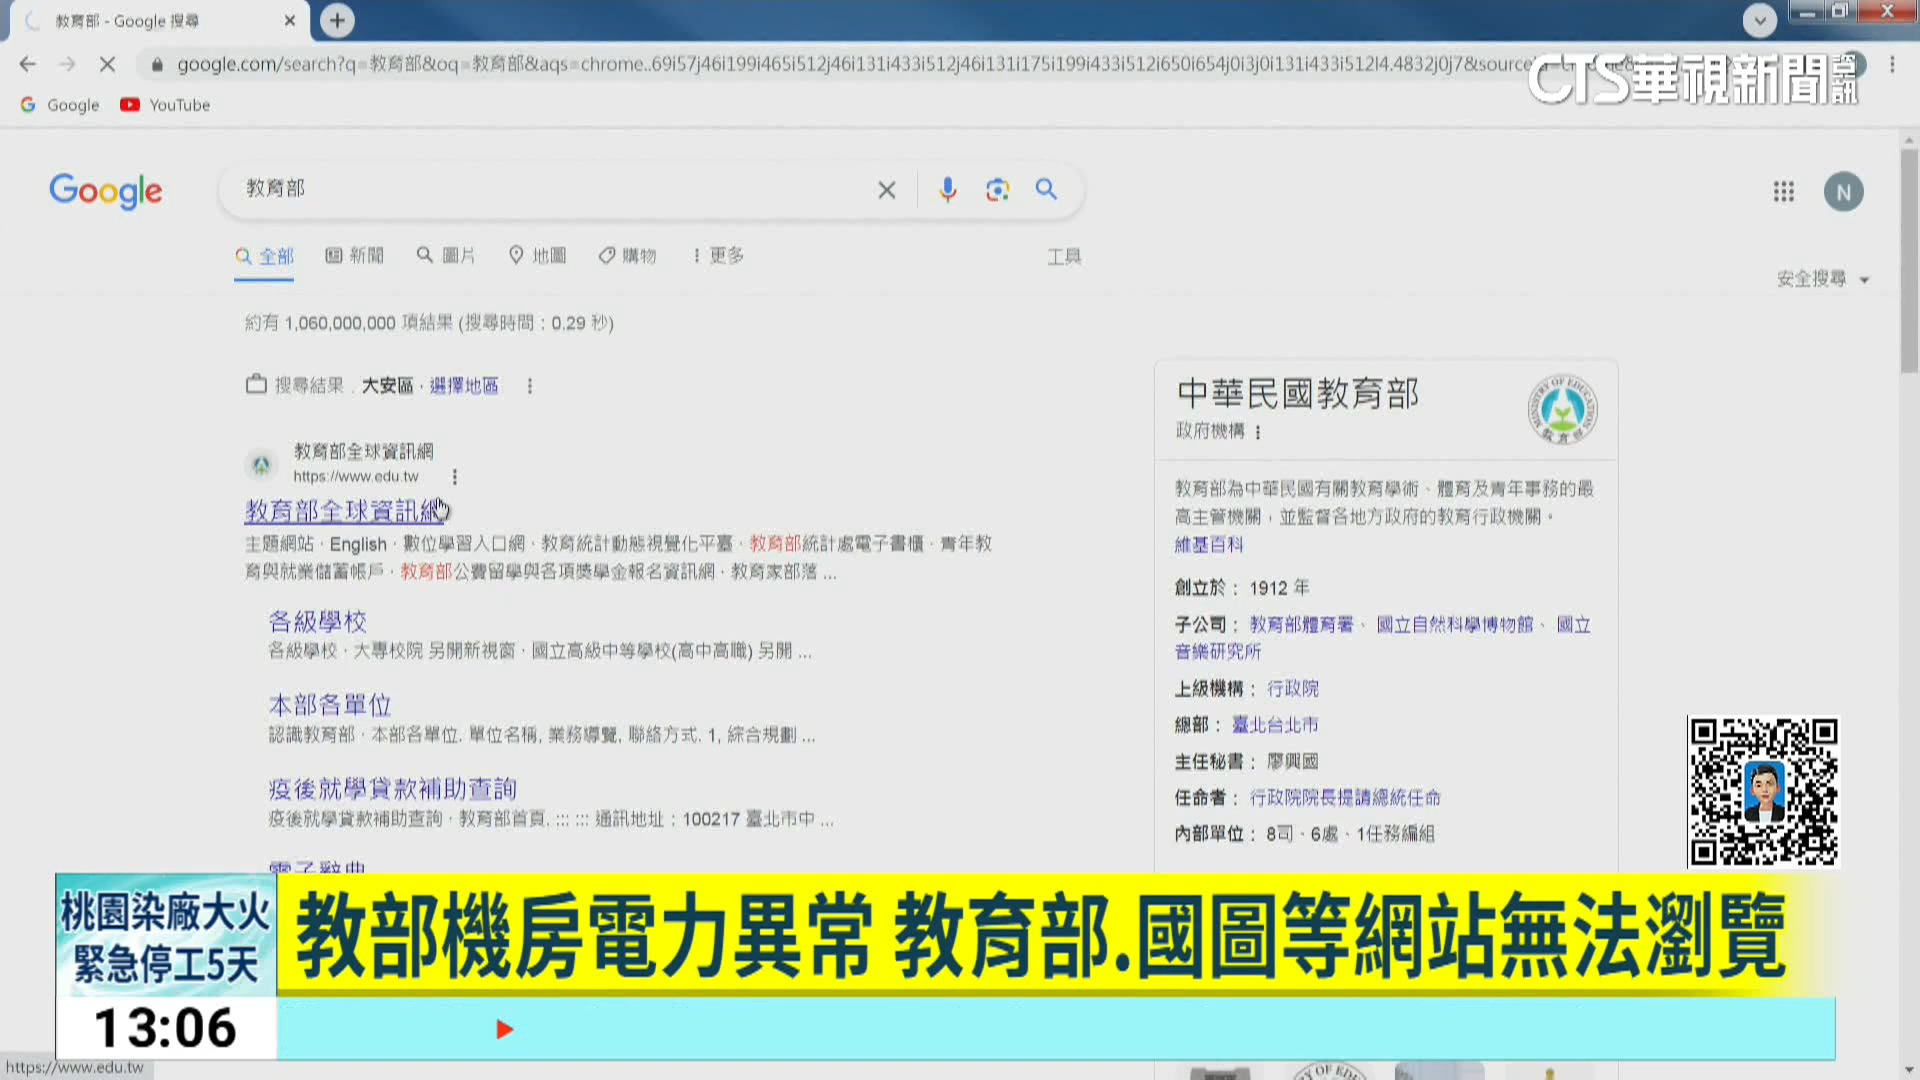 教育部 - Google 搜尋
google.com/search?q=教育部&oq=教育部&aqs=chrome..69i57j46i199i465i512j46i131i433i512j46i131i175i199i433i512i650i654j0i3j0i131i433i512l4.4832j0j7&source
CTS華視新聞資訊
Google
YouTube
Google
教育部
N
全部
新聞
圖片
地圖
購物
更多
工具
安全搜尋
約有 1,060,000,000 項結果 (搜尋時間：0.29 秒)
搜尋結果．大安區 · 選擇地區
教育部全球資訊網
https://www.edu.tw
教育部全球資訊網
主題網站 · English · 數位學習入口網 · 教育統計動態視覺化平臺 · 教育部統計處電子書櫃 · 青年教
育與就業儲蓄帳戶 · 教育部公費留學與各項獎學金報名資訊網 · 教育家部落 ...
各級學校
各級學校 · 大專校院 另開新視窗 · 國立高級中等學校(高中高職) 另開 ...
本部各單位
認識教育部 · 本部各單位. 單位名稱, 業務導覽, 聯絡方式. 1, 綜合規劃 ...
疫後就學貸款補助查詢
疫後就學貸款補助查詢 · 教育部首頁. ::: ::: 通訊地址：100217 臺北市中 ...
電子辭典
中華民國教育部
政府機構
MINISTRY OF EDUCATION
教育部
教育部為中華民國有關教育學術、體育及青年事務的最
高主管機關，並監督各地方政府的教育行政機關。
維基百科
創立於： 1912 年
子公司： 教育部體育署、 國立自然科學博物館、 國立
音樂研究所
上級機構： 行政院
總部： 臺北台北市
主任秘書： 廖興國
任命者： 行政院院長提請總統任命
內部單位： 8司、6處、1任務編組
桃園染廠大火
緊急停工5天
教部機房電力異常 教育部.國圖等網站無法瀏覽
13:06
https://www.edu.tw